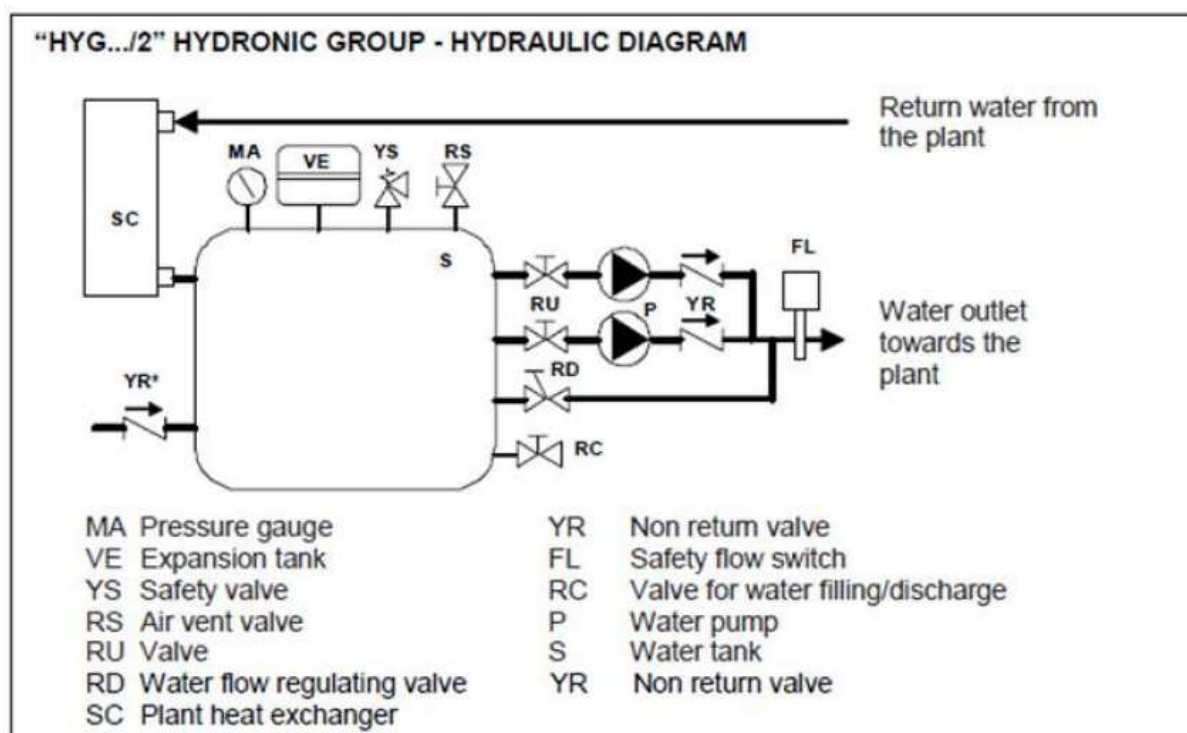 “HYG.../2” HYDRONIC GROUP - HYDRAULIC DIAGRAM
Return water from
the plant
MA
VE
YS
RS
SC
S
FL
RU
P
YR
Water outlet
towards the
plant
RD
YR*
RC
MA Pressure gauge
VE Expansion tank
YS Safety valve
RS Air vent valve
RU Valve
RD Water flow regulating valve
SC Plant heat exchanger
YR Non return valve
FL Safety flow switch
RC Valve for water filling/discharge
P Water pump
S Water tank
YR Non return valve